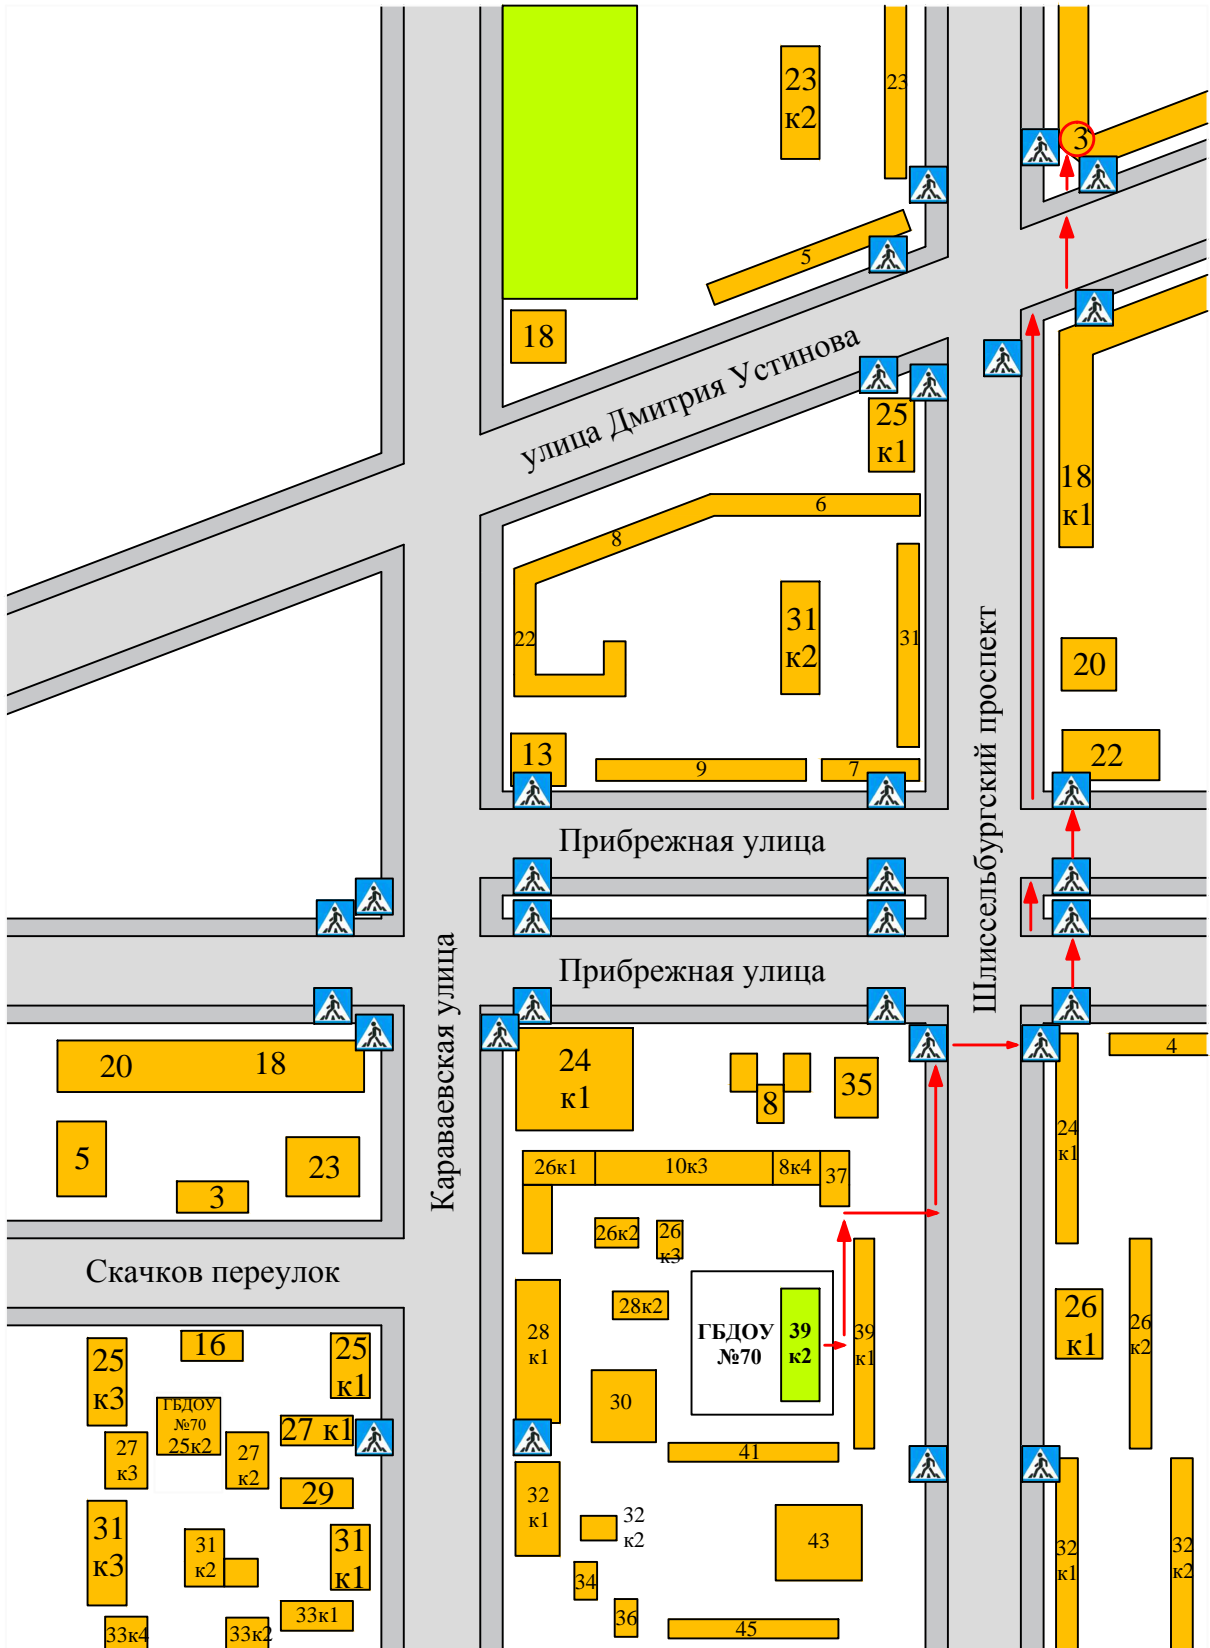 23
к2
23
3
5
18
улица Дмитрия Устинова
25
к1
18
к1
6
8
22
31
к2
31
20
13
9
7
22
Шлиссельбургский проспект
Прибрежная улица
Прибрежная улица
Караваевская улица
20
18
24
к1
8
35
4
24
к1
5
3
23
26к1
10к3
8к4
37
26к2
26
к3
Скачков переулок
28к2
28
к1
ГБДОУ
№70
39
к2
39
к1
26
к1
26
к2
16
25
к3
25
к1
ГБДОУ
№70
25к2
27 к1
27
к3
27
к2
30
41
29
31
к3
31
к2
31
к1
32
к1
32
к2
43
32
к1
32
к2
34
36
45
33к1
33к4
33к2